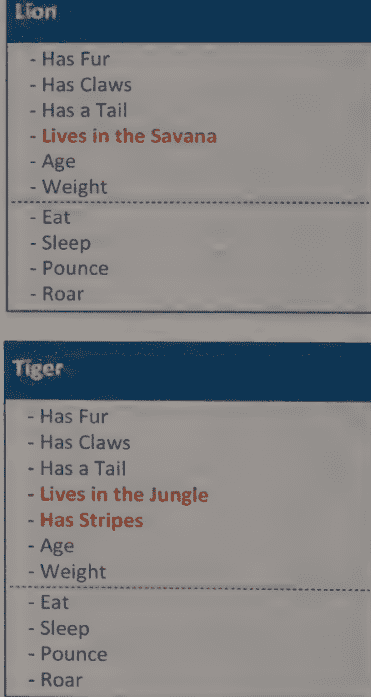 Lion
- Has Fur
- Has Claws
- Has a Tail
- Lives in the Savana
- Age
- Weight
- Eat
- Sleep
- Pounce
- Roar
Tiger
- Has Fur
- Has Claws
- Has a Tail
- Lives in the Jungle
- Has Stripes
- Age
- Weight
- Eat
- Sleep
- Pounce
- Roar